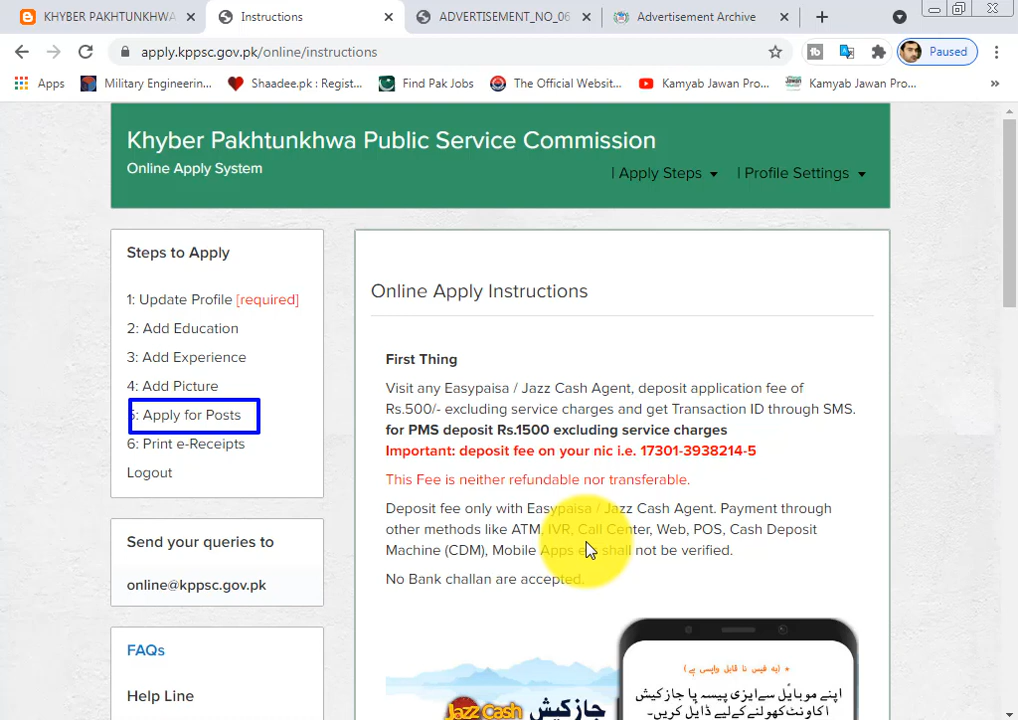 KHYBER PAKHTUNKHWA
Instructions
ADVERTISEMENT_NO_06
Advertisement Archive
apply.kppsc.gov.pk/online/instructions
Paused
Apps
Military Engineerin...
Shaadee.pk : Regist...
Find Pak Jobs
The Official Websit...
Kamyab Jawan Pro...
Kamyab Jawan Pro...
»
Khyber Pakhtunkhwa Public Service Commission
Online Apply System
| Apply Steps
| Profile Settings
Steps to Apply
1: Update Profile [required]
2: Add Education
3: Add Experience
4: Add Picture
5: Apply for Posts
6: Print e-Receipts
Logout
Send your queries to
online@kppsc.gov.pk
FAQs
Help Line
Online Apply Instructions
First Thing
Visit any Easypaisa / Jazz Cash Agent, deposit application fee of
Rs.500/- excluding service charges and get Transaction ID through SMS.
for PMS deposit Rs.1500 excluding service charges
Important: deposit fee on your nic i.e. 17301-3938214-5
This Fee is neither refundable nor transferable.
Deposit fee only with Easypaisa / Jazz Cash Agent. Payment through
other methods like ATM, IVR, Call Center, Web, POS, Cash Deposit
Machine (CDM), Mobile Apps shall not be verified.
No Bank challan are accepted.
Jazz Cash جاز کیش
* (یہ فیس نا قابل واپسی ہے)
اپنے موبائل سے ایزی پیسہ یا جاز کیش
اکاونٹ کھولنے کے لیے ڈائیل کریں۔